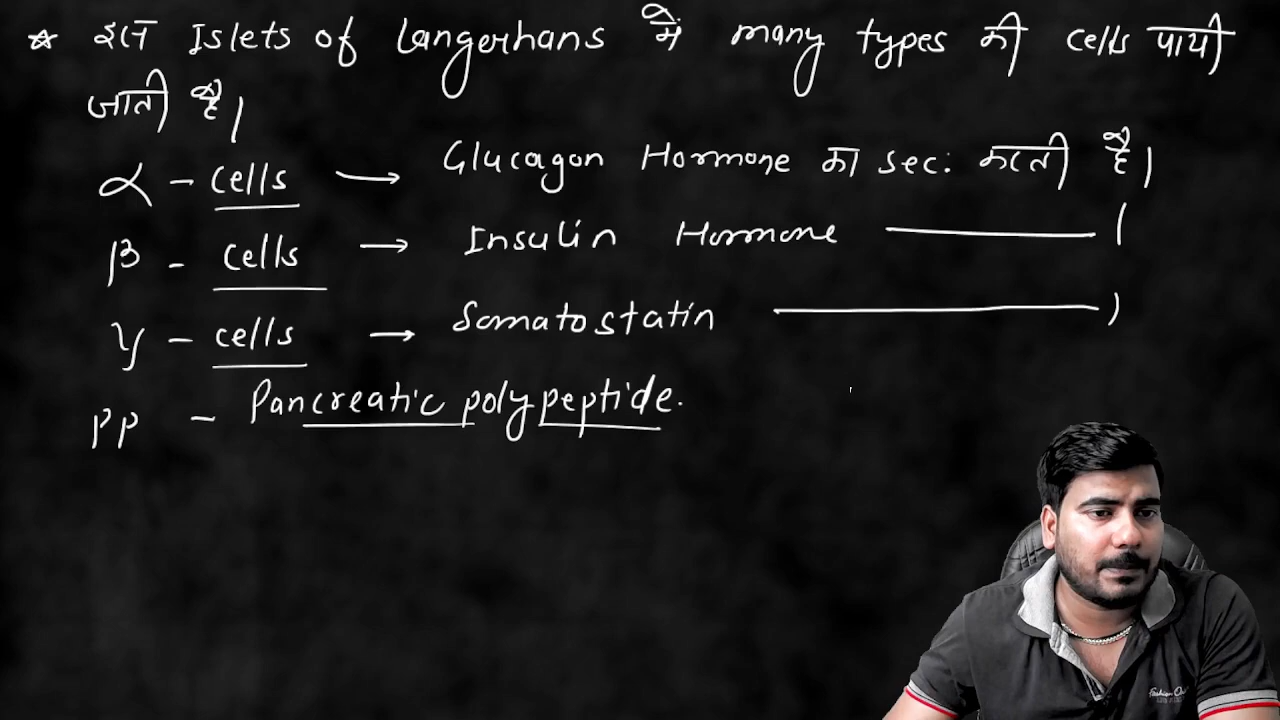 ☆ इन Islets of Langerhans में many types की cells पायी
जाती है।
α - cells → Glucagon Hormone का sec. करती है।
β - cells → Insulin Hormone ———।
γ - cells → Somatostatin ———।
PP - Pancreatic polypeptide.